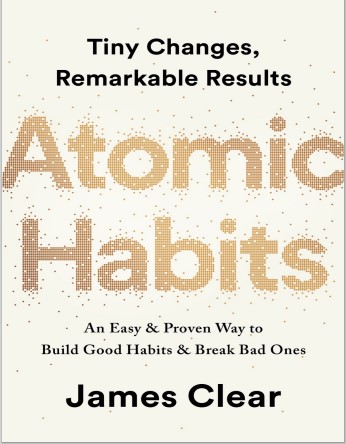 Tiny Changes,
Remarkable Results
Atomic
Habits
An Easy & Proven Way to
Build Good Habits & Break Bad Ones
James Clear